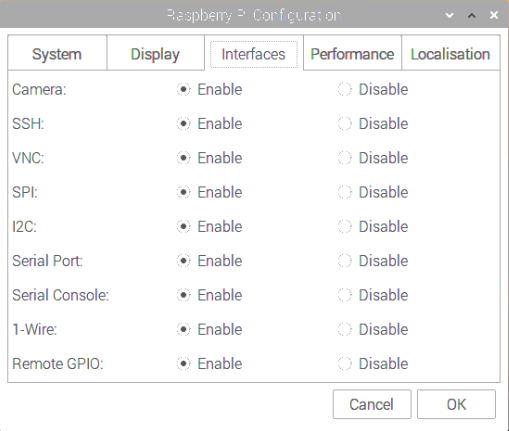 Raspberry Pi Configuration
System Display Interfaces Performance Localisation
Camera: Enable Disable
SSH: Enable Disable
VNC: Enable Disable
SPI: Enable Disable
I2C: Enable Disable
Serial Port: Enable Disable
Serial Console: Enable Disable
1-Wire: Enable Disable
Remote GPIO: Enable Disable
Cancel OK